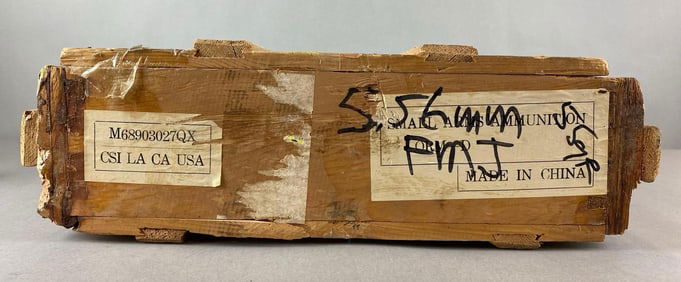 M68903027QX
CSI LA CA USA
5.56mm
SMALL ARMS AMMUNITION
FMJ
MADE IN CHINA